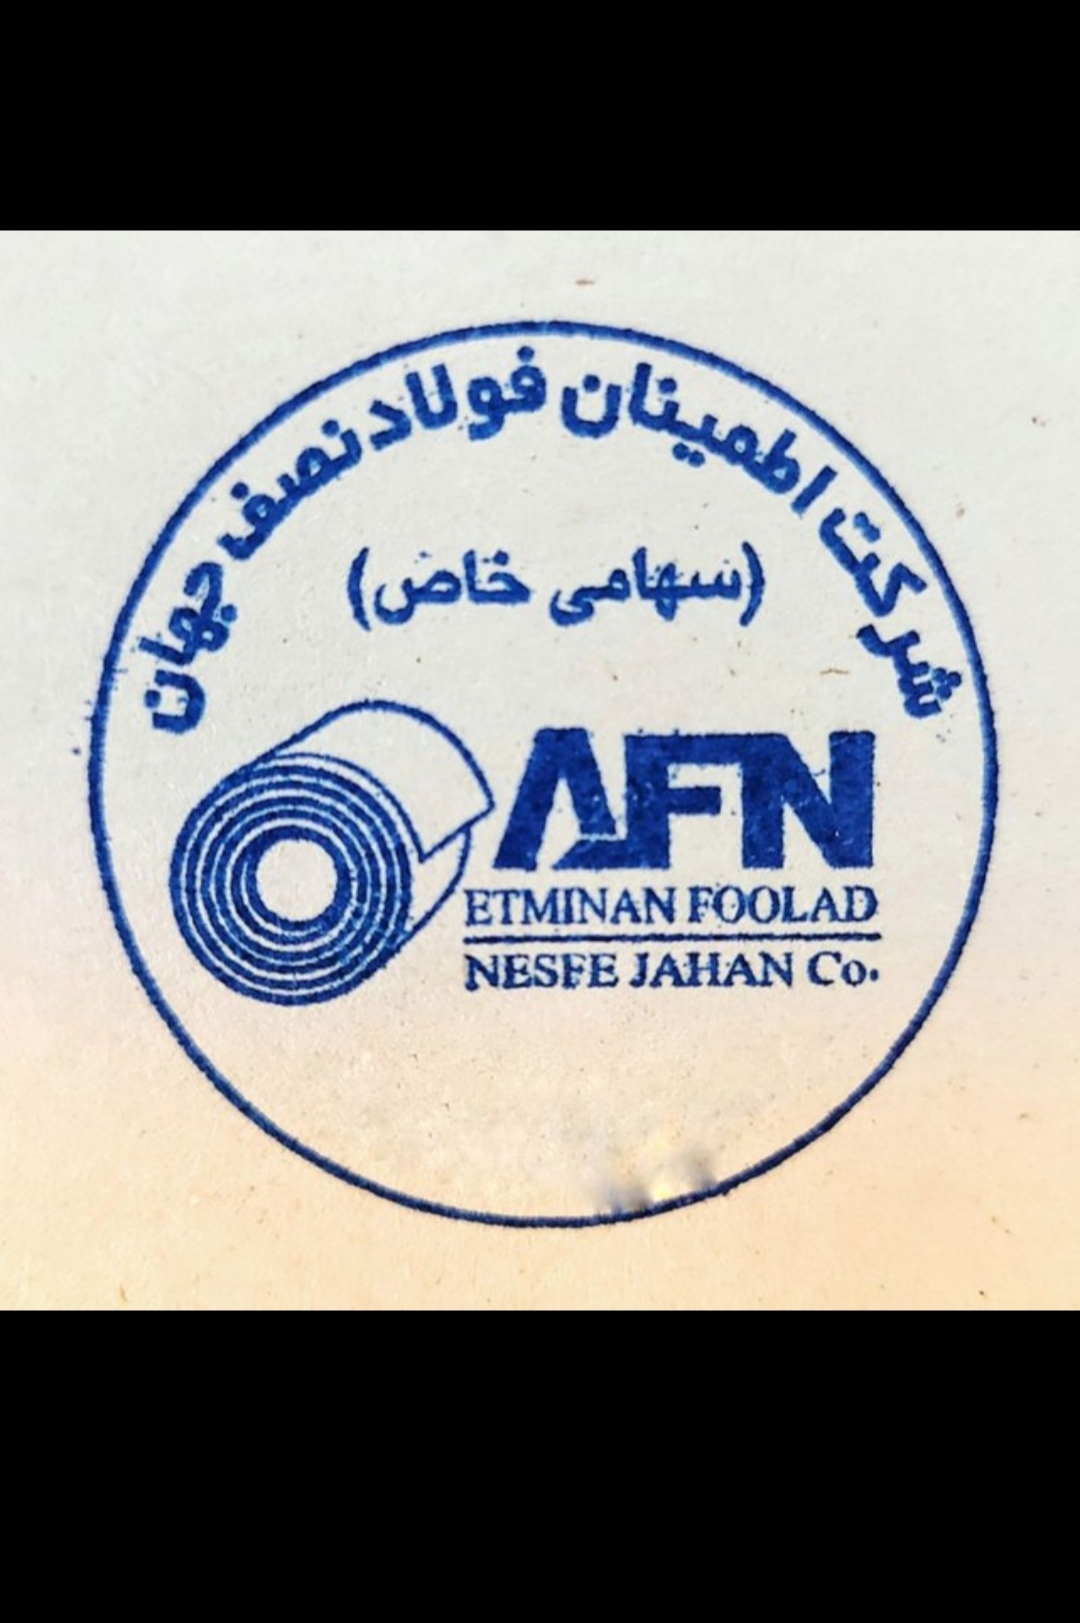 شرکت اطمینان فولاد نصف جهان
(سهامی خاص)
AFN
ETMINAN FOOLAD
NESFE JAHAN Co.